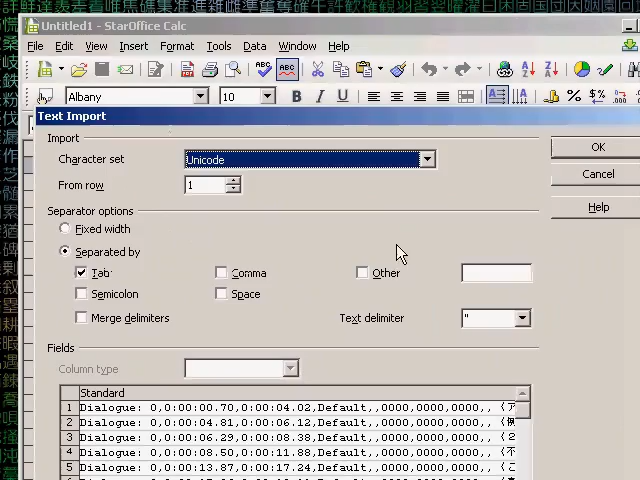 Untitled1 - StarOffice Calc
File Edit View Insert Format Tools Data Window Help
Albany 10 B I U
Text Import
Import
Character set Unicode
From row 1
OK
Cancel
Help
Separator options
Fixed width
Separated by
Tab Comma Other
Semicolon Space
Merge delimiters Text delimiter "
Fields
Column type
Standard
1 Dialogue: 0,0:00:00.70,0:00:04.02,Default,,0000,0000,0000,,
2 Dialogue: 0,0:00:04.81,0:00:06.12,Default,,0000,0000,0000,,
3 Dialogue: 0,0:00:06.29,0:00:08.38,Default,,0000,0000,0000,,
4 Dialogue: 0,0:00:08.50,0:00:11.88,Default,,0000,0000,0000,,
5 Dialogue: 0,0:00:13.87,0:00:17.24,Default,,0000,0000,0000,,